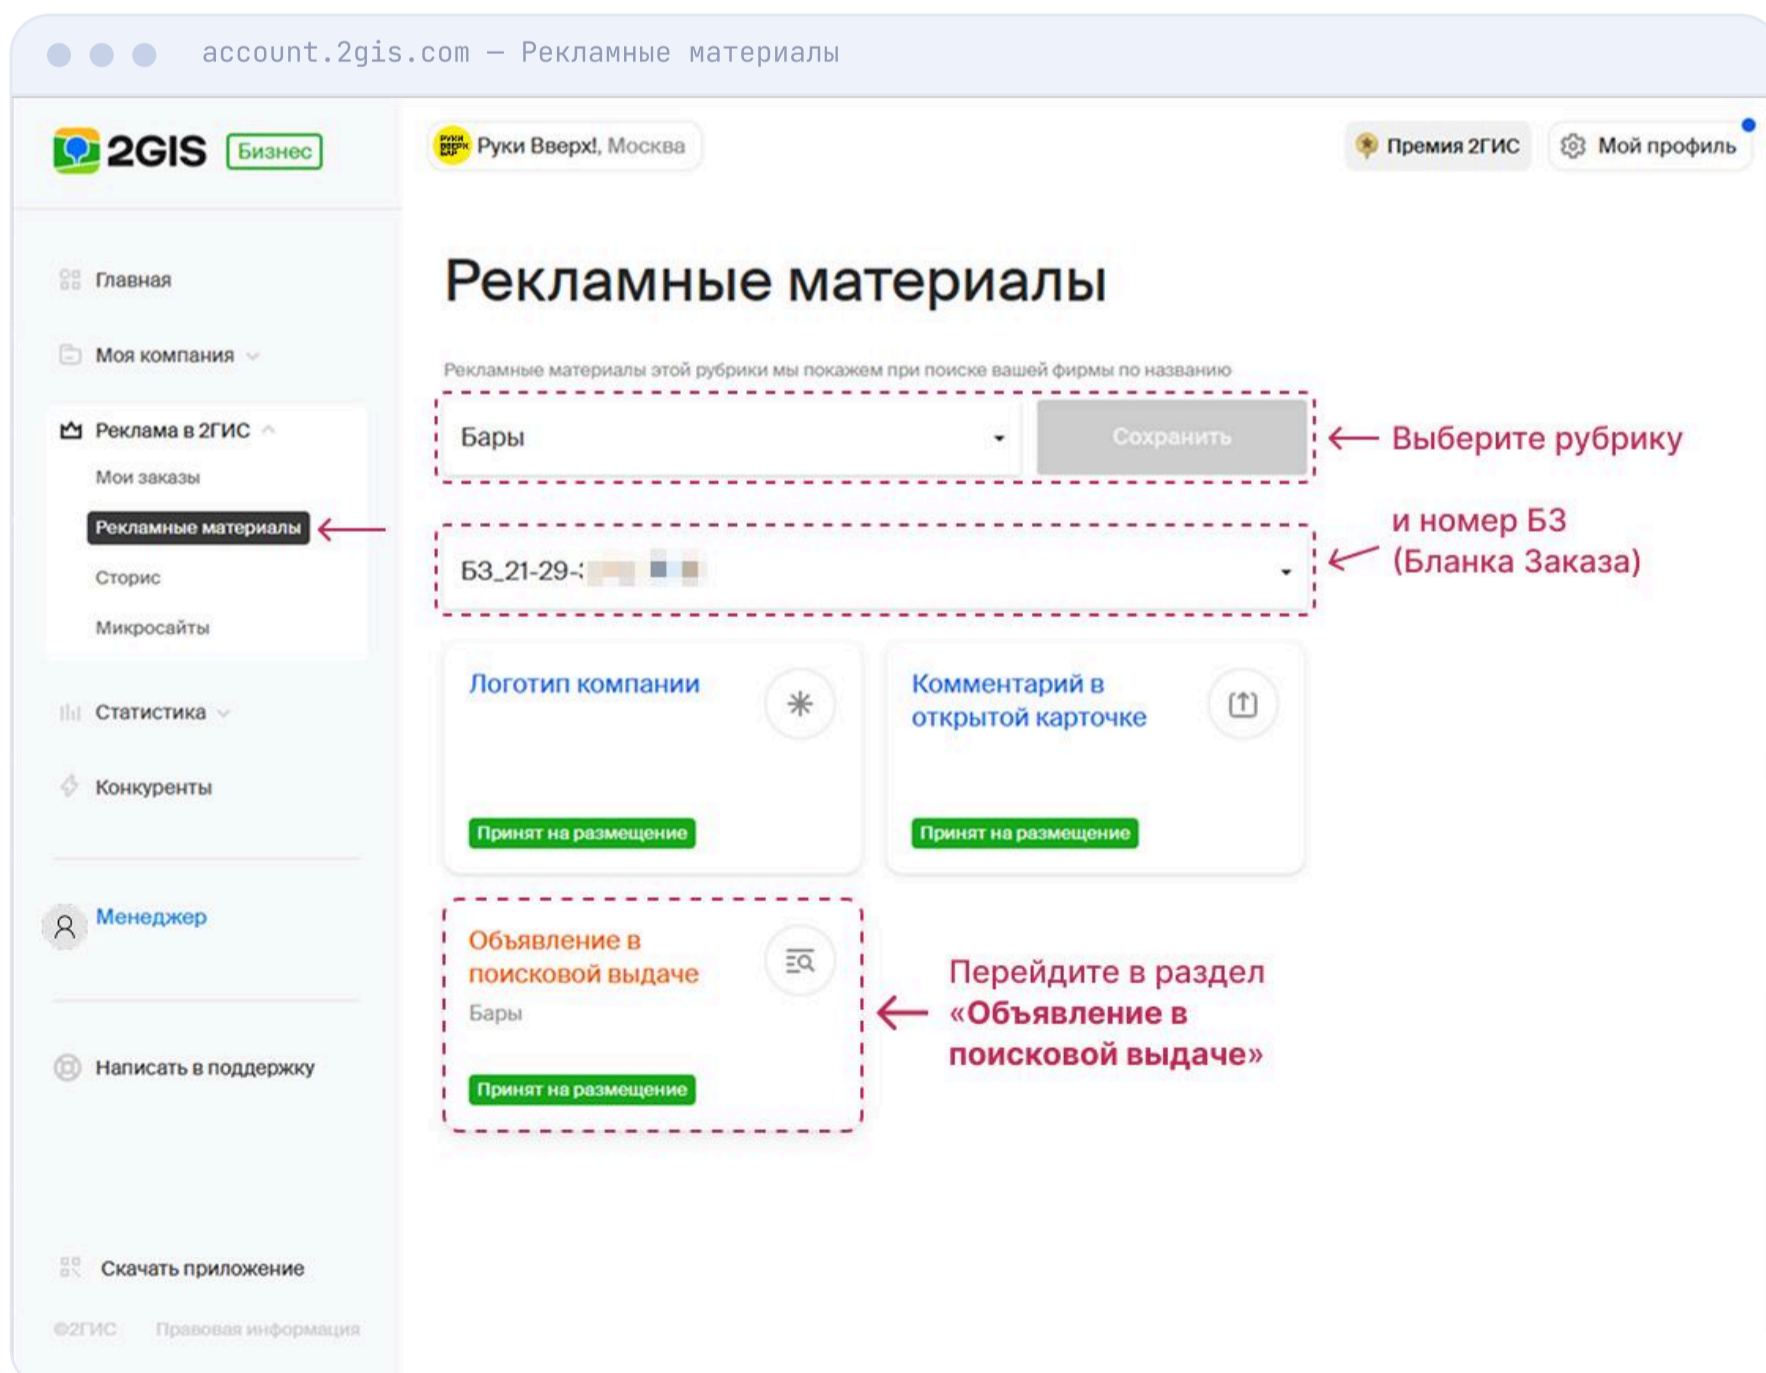 account.2gis.com — Рекламные материалы
2GIS Бизнес
Руки Вверх!, Москва
Премия 2ГИС
Мой профиль
Главная
Моя компания
Реклама в 2ГИС
Мои заказы
Рекламные материалы
Сторис
Микросайты
Статистика
Конкуренты
Менеджер
Написать в поддержку
Скачать приложение
©2ГИС Правовая информация
Рекламные материалы
Рекламные материалы этой рубрики мы покажем при поиске вашей фирмы по названию
Бары
Сохранить
Выберите рубрику
БЗ_21-29-
и номер БЗ
(Бланка Заказа)
Логотип компании
Принят на размещение
Комментарий в
открытой карточке
Принят на размещение
Объявление в
поисковой выдаче
Бары
Принят на размещение
Перейдите в раздел
«Объявление в
поисковой выдаче»